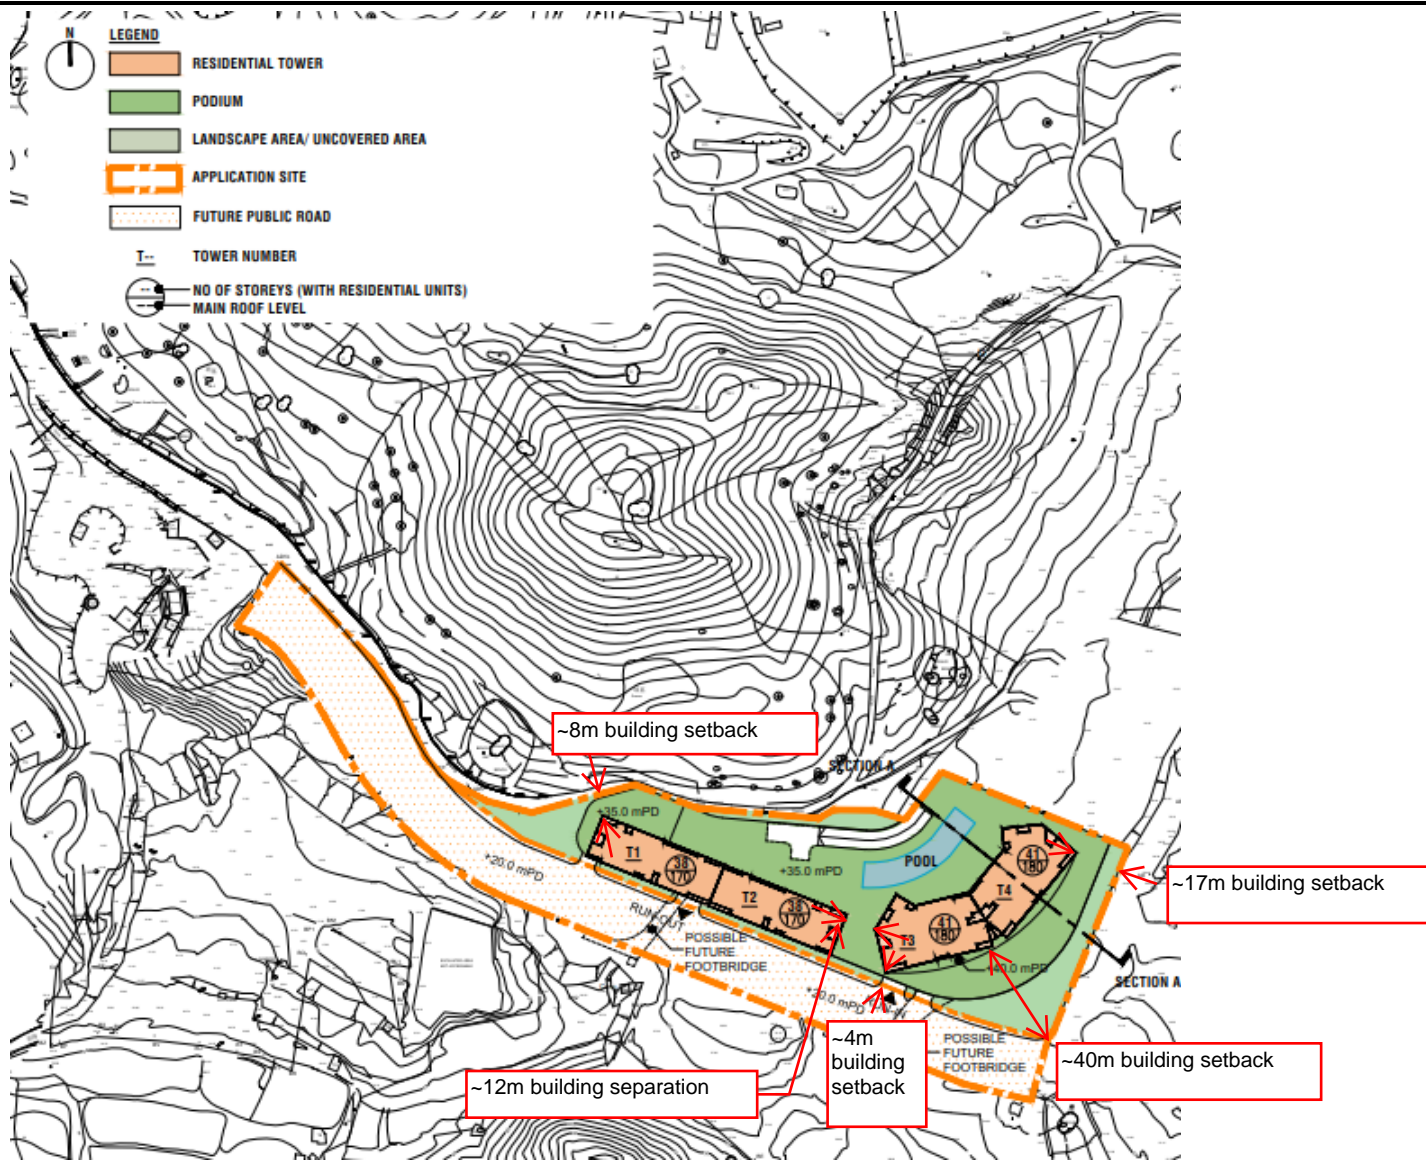 N
LEGEND
RESIDENTIAL TOWER
PODIUM
LANDSCAPE AREA/ UNCOVERED AREA
APPLICATION SITE
FUTURE PUBLIC ROAD
T-- TOWER NUMBER
NO OF STOREYS (WITH RESIDENTIAL UNITS)
MAIN ROOF LEVEL
~8m building setback
SECTION A
+35.0 mPD
T1
38
170
+20.0 mPD
T2
38
170
+35.0 mPD
POOL
41
180
T4
T3
41
180
~17m building setback
RUN-OUT
POSSIBLE
FUTURE
FOOTBRIDGE
+40.0 mPD
SECTION A
+20.0 mPD
~4m
building
setback
POSSIBLE
FUTURE
FOOTBRIDGE
~40m building setback
~12m building separation